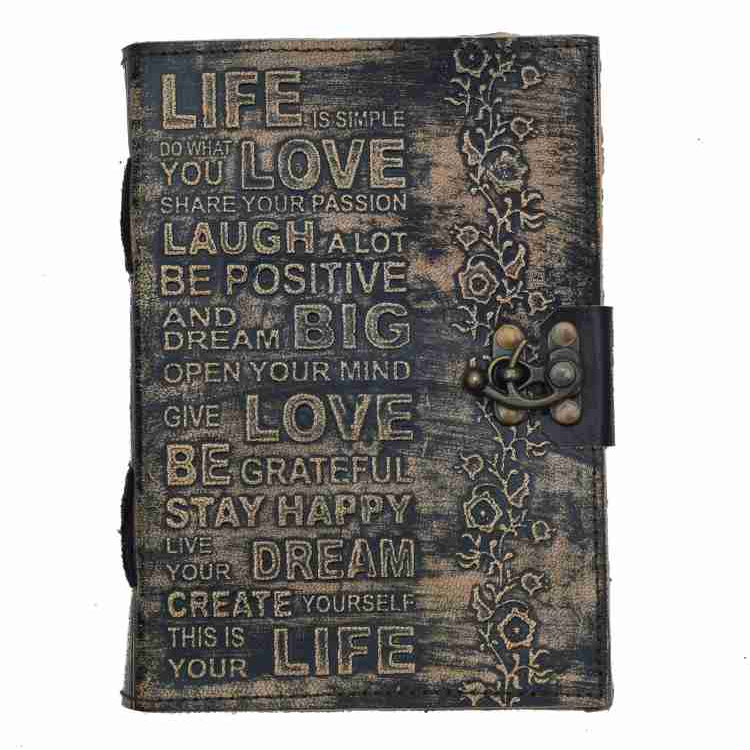 LIFE IS SIMPLE
DO WHAT
YOU LOVE
SHARE YOUR PASSION
LAUGH A LOT
BE POSITIVE
AND
DREAM BIG
OPEN YOUR MIND
GIVE LOVE
BE GRATEFUL
STAY HAPPY
LIVE
YOUR DREAM
CREATE YOURSELF
THIS IS
YOUR LIFE